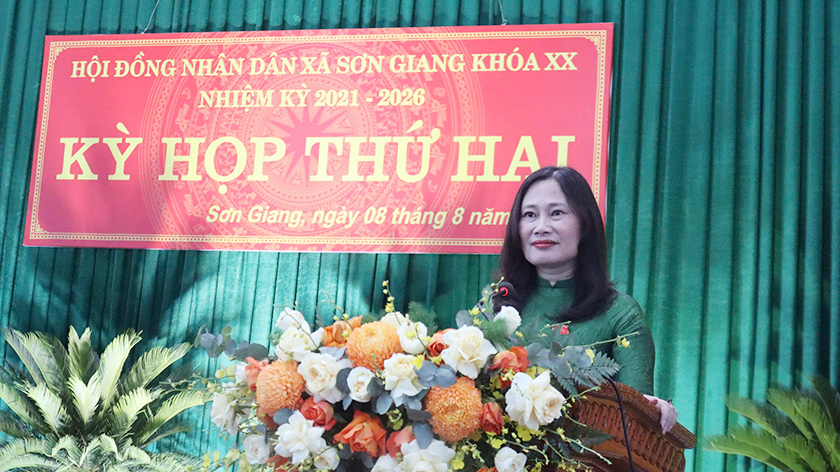 HỘI ĐỒNG NHÂN DÂN XÃ SƠN GIANG KHÓA XX
NHIỆM KỲ 2021 - 2026
KỲ HỌP THỨ HAI
Sơn Giang, ngày 08 tháng 8 năm